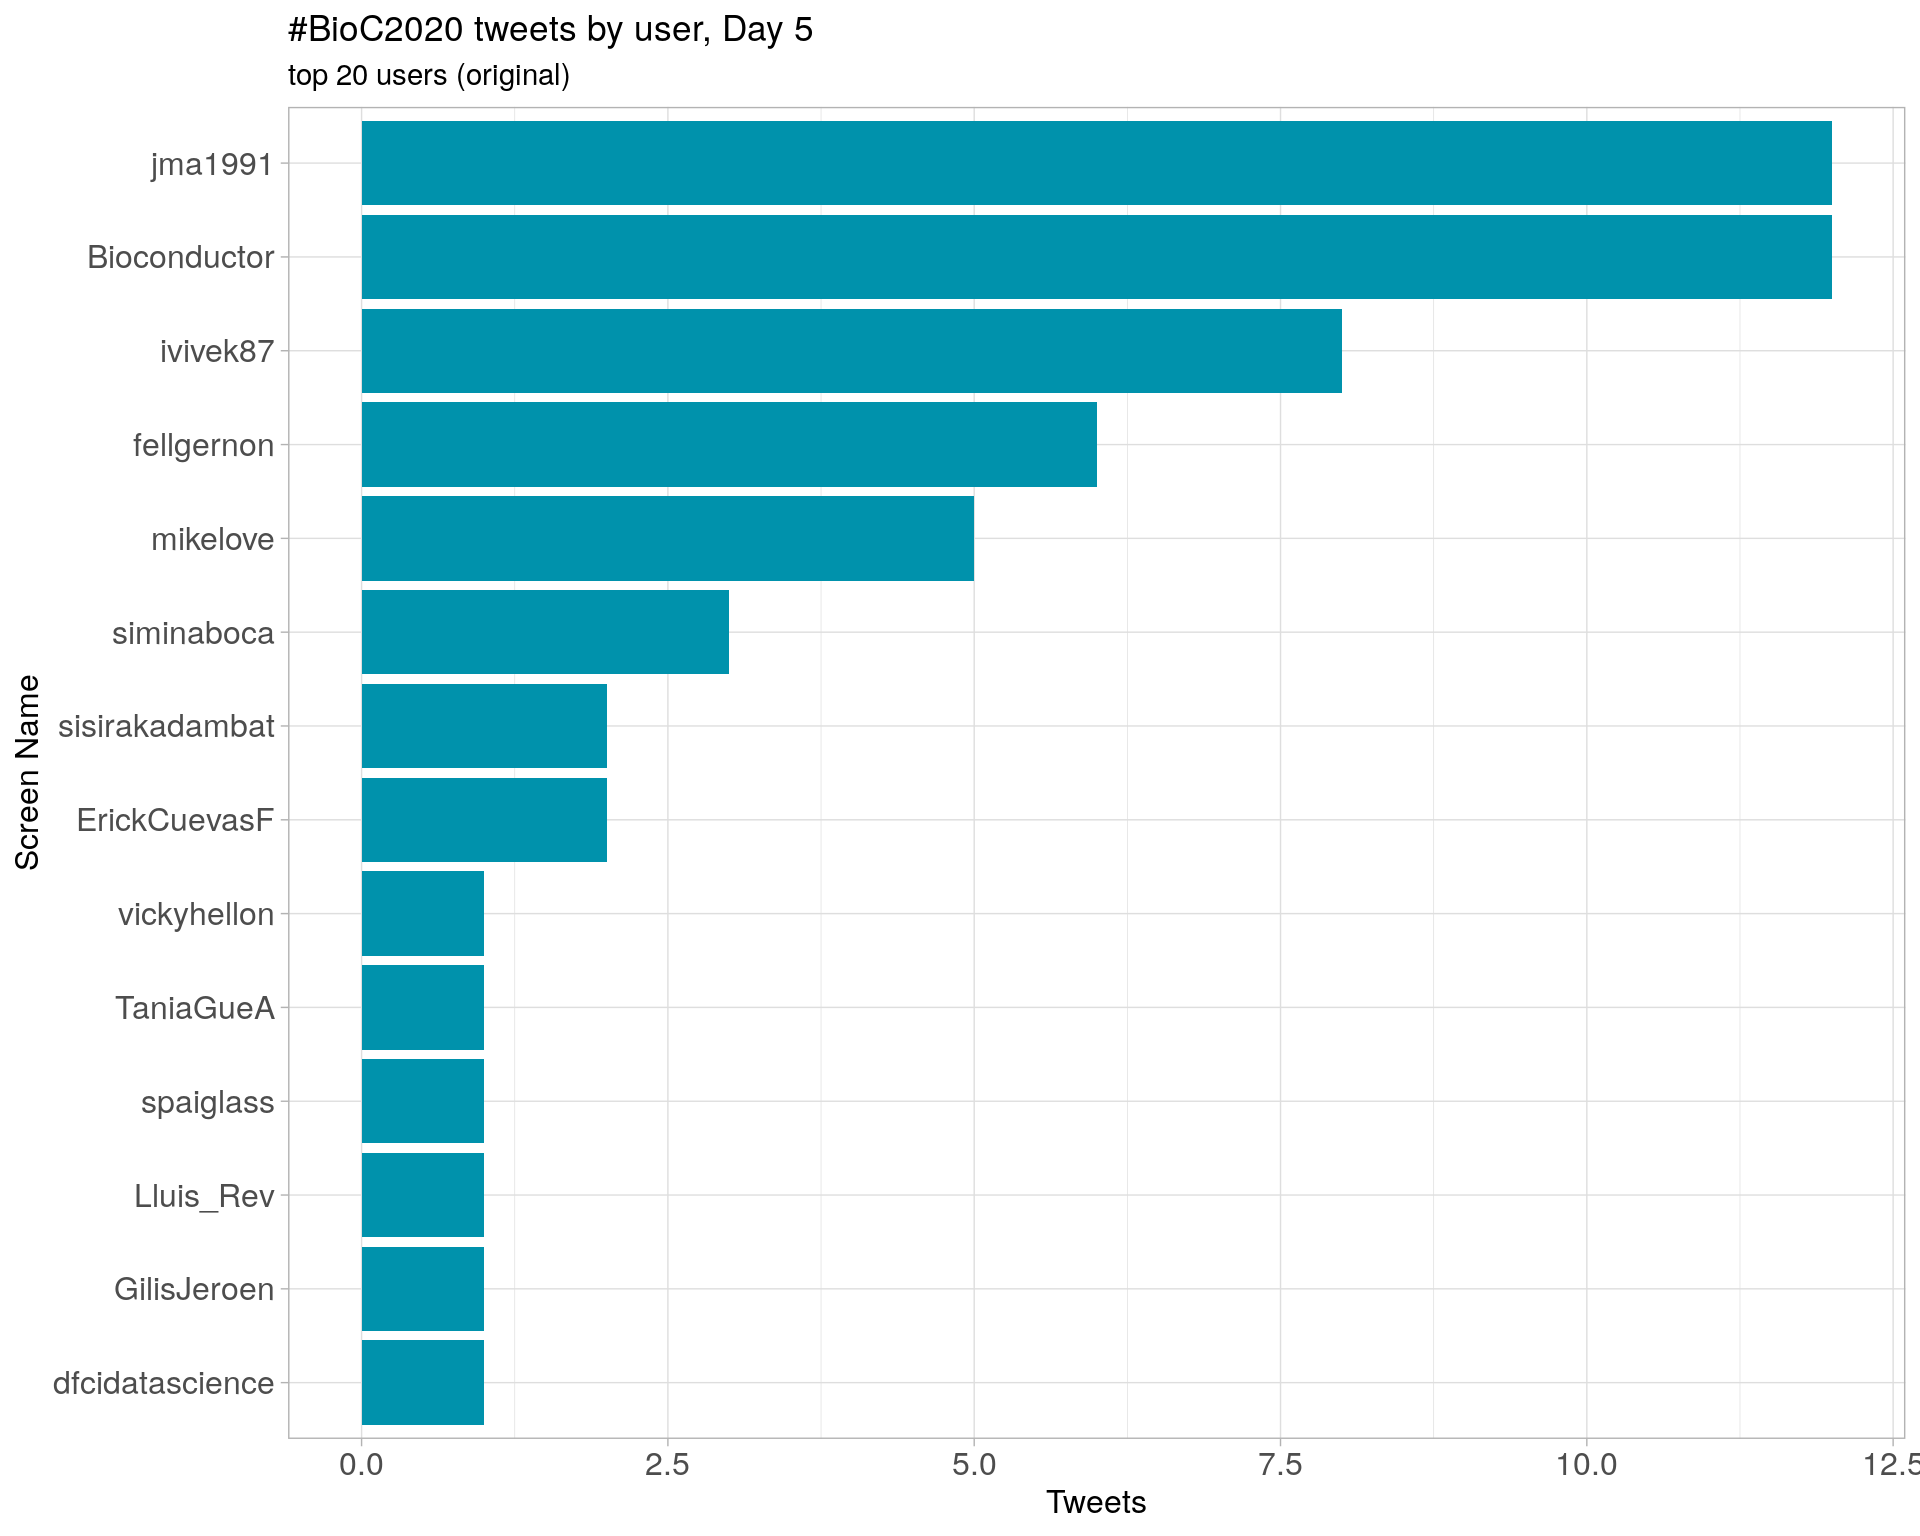 #BioC2020 tweets by user, Day 5
top 20 users (original)
jma1991
Bioconductor
ivivek87
fellgernon
mikelove
siminaboca
sisirakadambat
ErickCuevasF
vickyhellon
TaniaGueA
spaiglass
Lluis_Rev
GilisJeroen
dfcidatascience
Screen Name
0.0 2.5 5.0 7.5 10.0 12.5
Tweets